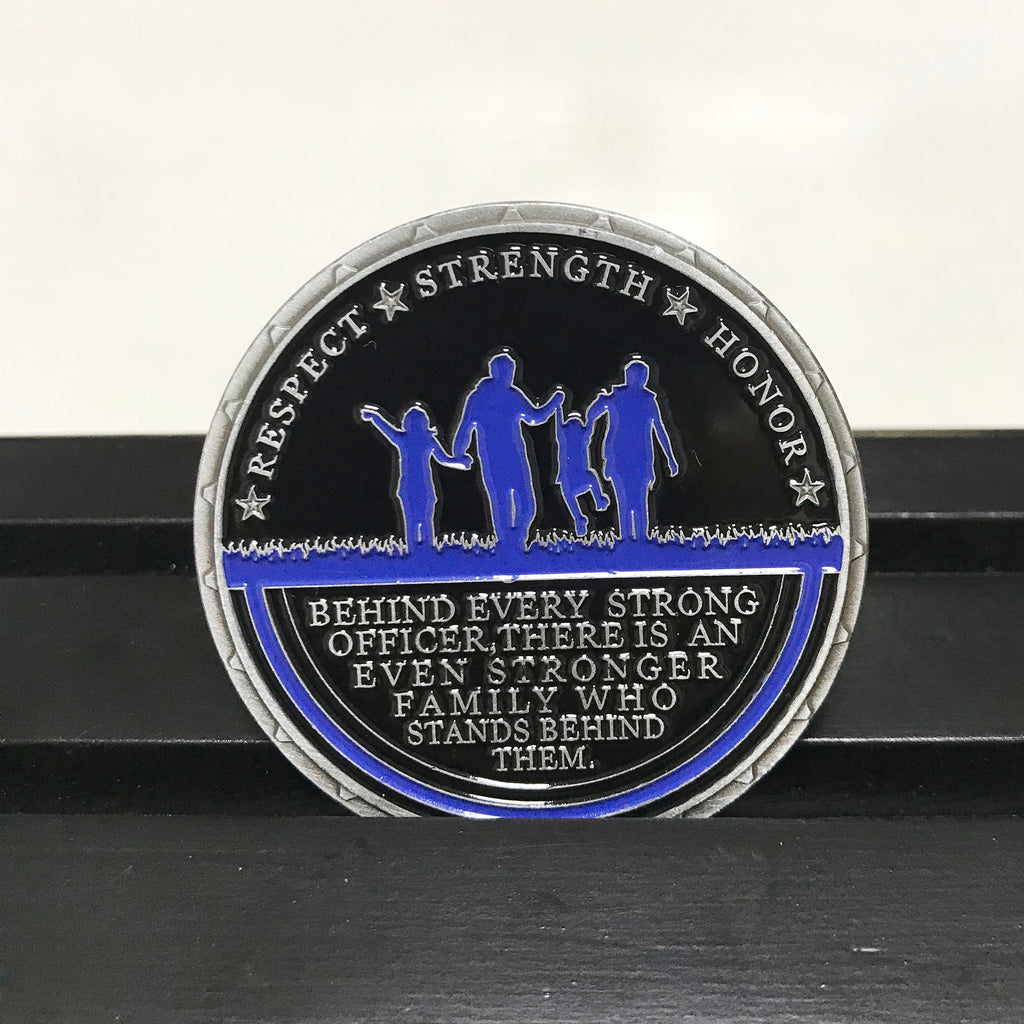 RESPECT STRENGTH HONOR
BEHIND EVERY STRONG
OFFICER, THERE IS AN
EVEN STRONGER
FAMILY WHO
STANDS BEHIND
THEM.